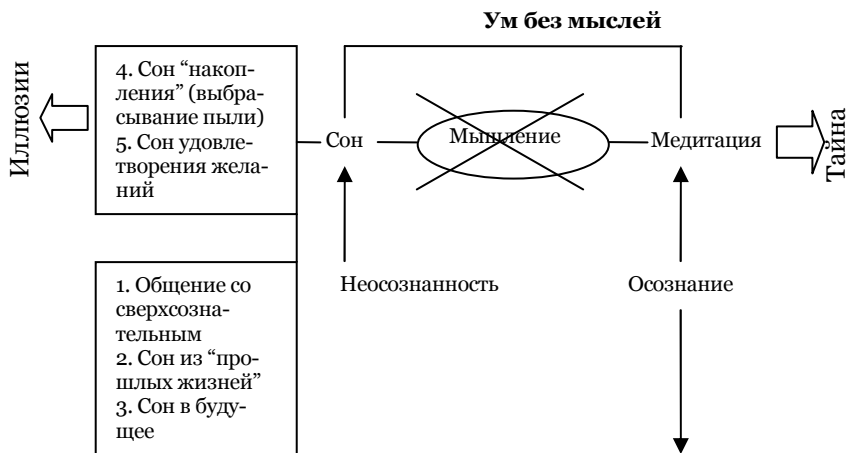 Ум без мыслей
Иллюзии
4. Сон “накоп-
ления” (выбра-
сывание пыли)
5. Сон удовле-
творения жела-
ний
Сон
Мышление
Медитация
Тайна
1. Общение со
сверхсозна-
тельным
2. Сон из “про-
шлых жизней”
3. Сон в буду-
щее
Неосознанность
Осознание